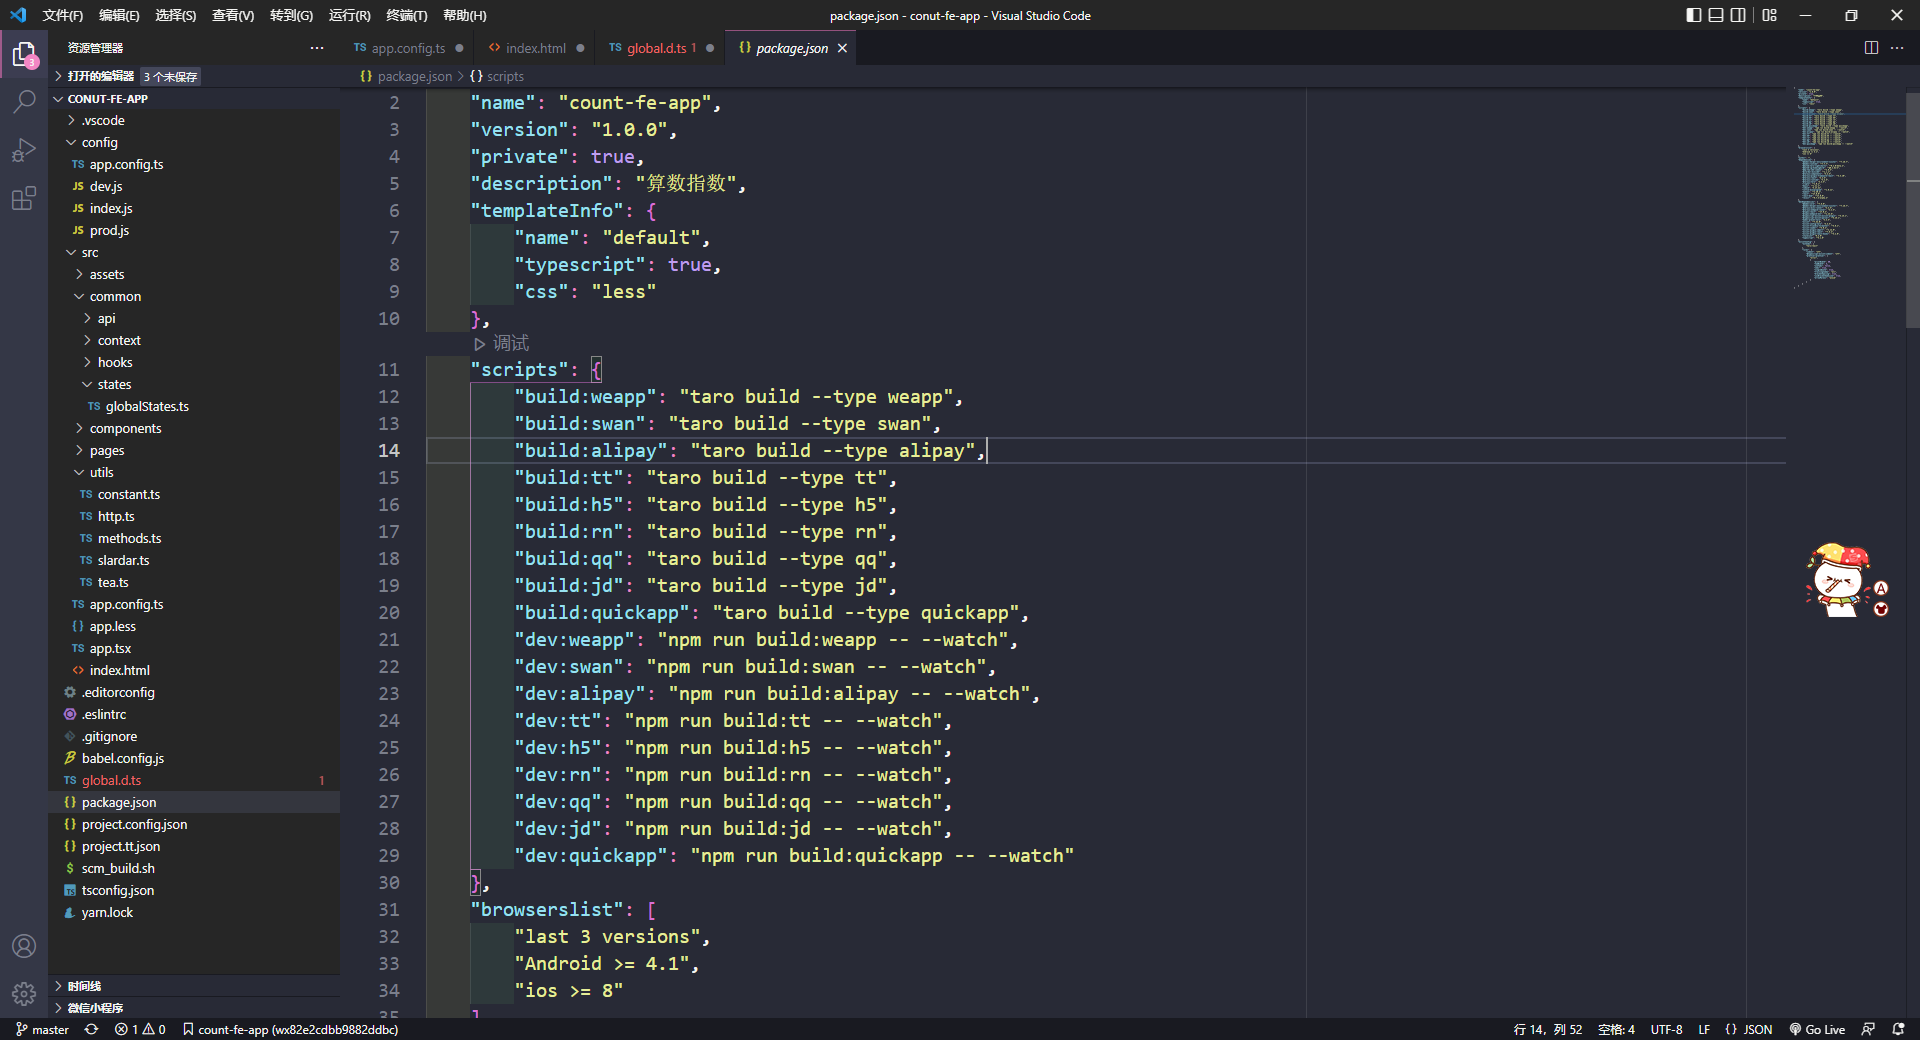 文件(F) 编辑(E) 选择(S) 查看(V) 转到(G) 运行(R) 终端(T) 帮助(H) package.json - conut-fe-app - Visual Studio Code
资源管理器 ···
TS app.config.ts <> index.html TS global.d.ts 1 {} package.json
打开的编辑器 3 个未保存
{} package.json > {} scripts
3
CONUT-FE-APP
.vscode
config
TS app.config.ts
JS dev.js
JS index.js
JS prod.js
src
assets
common
api
context
hooks
states
TS globalStates.ts
components
pages
utils
TS constant.ts
TS http.ts
TS methods.ts
TS slardar.ts
TS tea.ts
TS app.config.ts
{} app.less
TS app.tsx
<> index.html
.editorconfig
.eslintrc
.gitignore
babel.config.js
TS global.d.ts 1
{} package.json
{} project.config.json
{} project.tt.json
$ scm_build.sh
TS tsconfig.json
yarn.lock
时间线
微信小程序
2 "name": "count-fe-app",
3 "version": "1.0.0",
4 "private": true,
5 "description": "算数指数",
6 "templateInfo": {
7 "name": "default",
8 "typescript": true,
9 "css": "less"
10 },
调试
11 "scripts": {
12 "build:weapp": "taro build --type weapp",
13 "build:swan": "taro build --type swan",
14 "build:alipay": "taro build --type alipay",
15 "build:tt": "taro build --type tt",
16 "build:h5": "taro build --type h5",
17 "build:rn": "taro build --type rn",
18 "build:qq": "taro build --type qq",
19 "build:jd": "taro build --type jd",
20 "build:quickapp": "taro build --type quickapp",
21 "dev:weapp": "npm run build:weapp -- --watch",
22 "dev:swan": "npm run build:swan -- --watch",
23 "dev:alipay": "npm run build:alipay -- --watch",
24 "dev:tt": "npm run build:tt -- --watch",
25 "dev:h5": "npm run build:h5 -- --watch",
26 "dev:rn": "npm run build:rn -- --watch",
27 "dev:qq": "npm run build:qq -- --watch",
28 "dev:jd": "npm run build:jd -- --watch",
29 "dev:quickapp": "npm run build:quickapp -- --watch"
30 },
31 "browserslist": [
32 "last 3 versions",
33 "Android >= 4.1",
34 "ios >= 8"
35 ]
A
master 1 0 count-fe-app (wx82e2cdbb9882ddbc) 行 14, 列 52 空格: 4 UTF-8 LF {} JSON Go Live